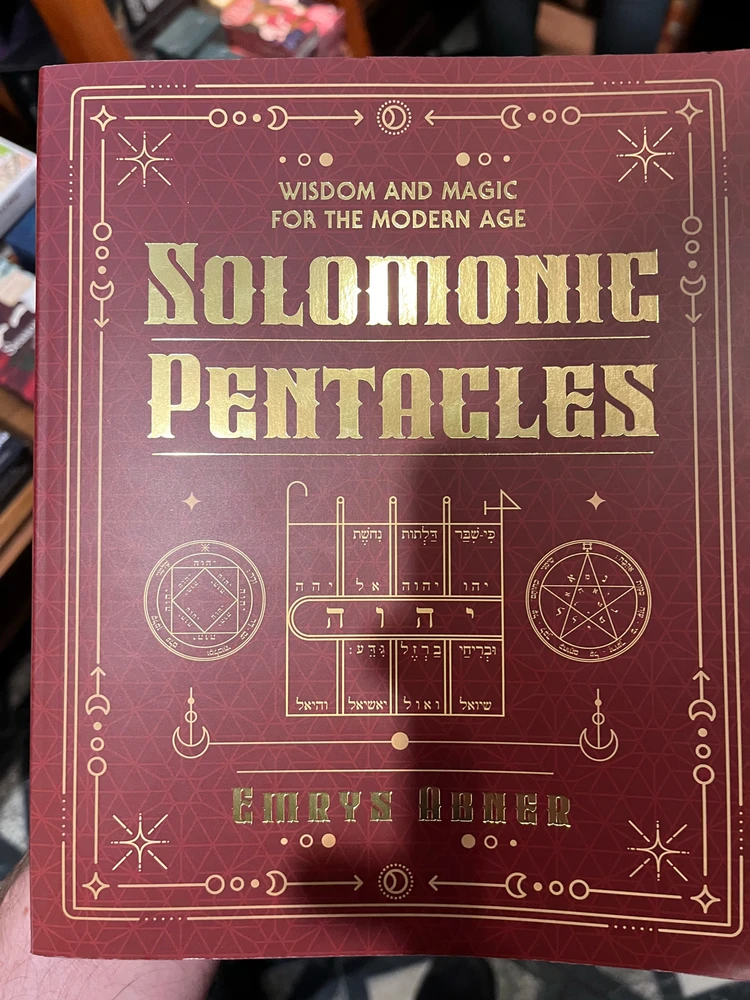 WISDOM AND MAGIC
FOR THE MODERN AGE
SOLOMONIC
PENTACLES
כִּי-שִׁבַּר דַּלְתוֹת נְחֹשֶׁת
יהו יהוה אל יהה
יהוה
וּבְרִיחֵי בַרְזֶל גִּדֵּעַ:
שיואל ואול יאשיאל והיאל
EMRYS ABNER